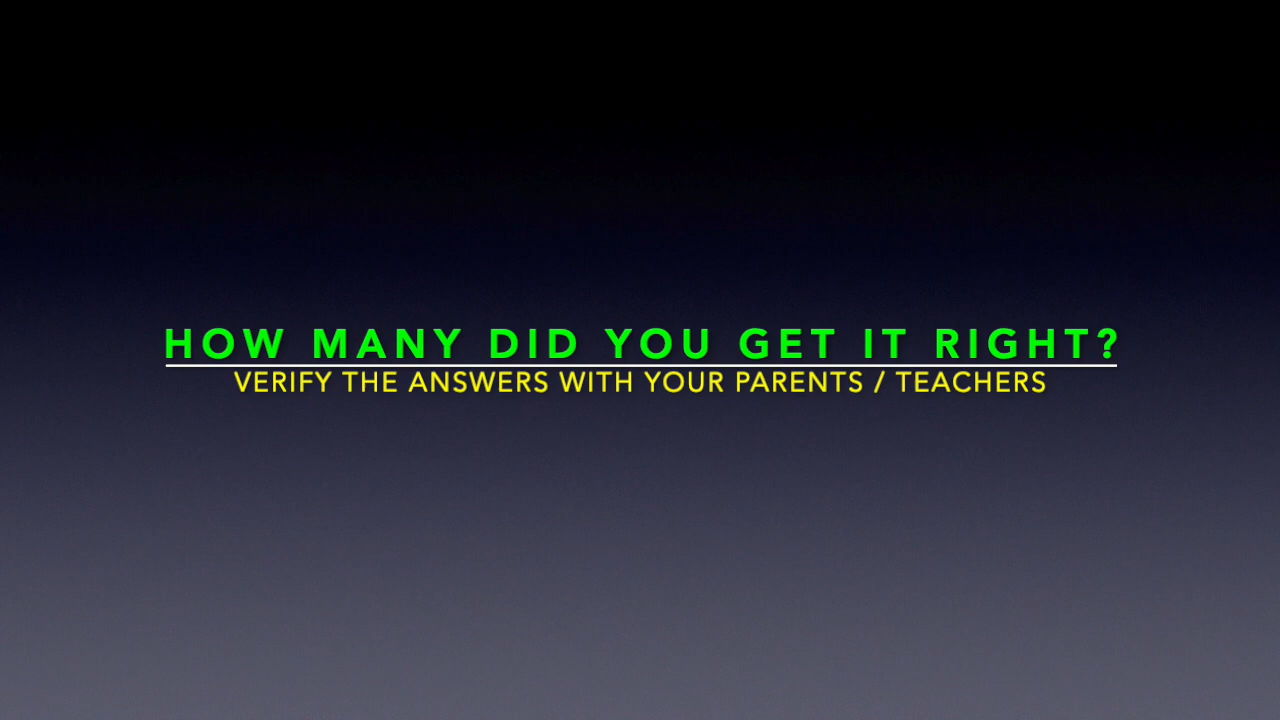 HOW MANY DID YOU GET IT RIGHT?
VERIFY THE ANSWERS WITH YOUR PARENTS / TEACHERS